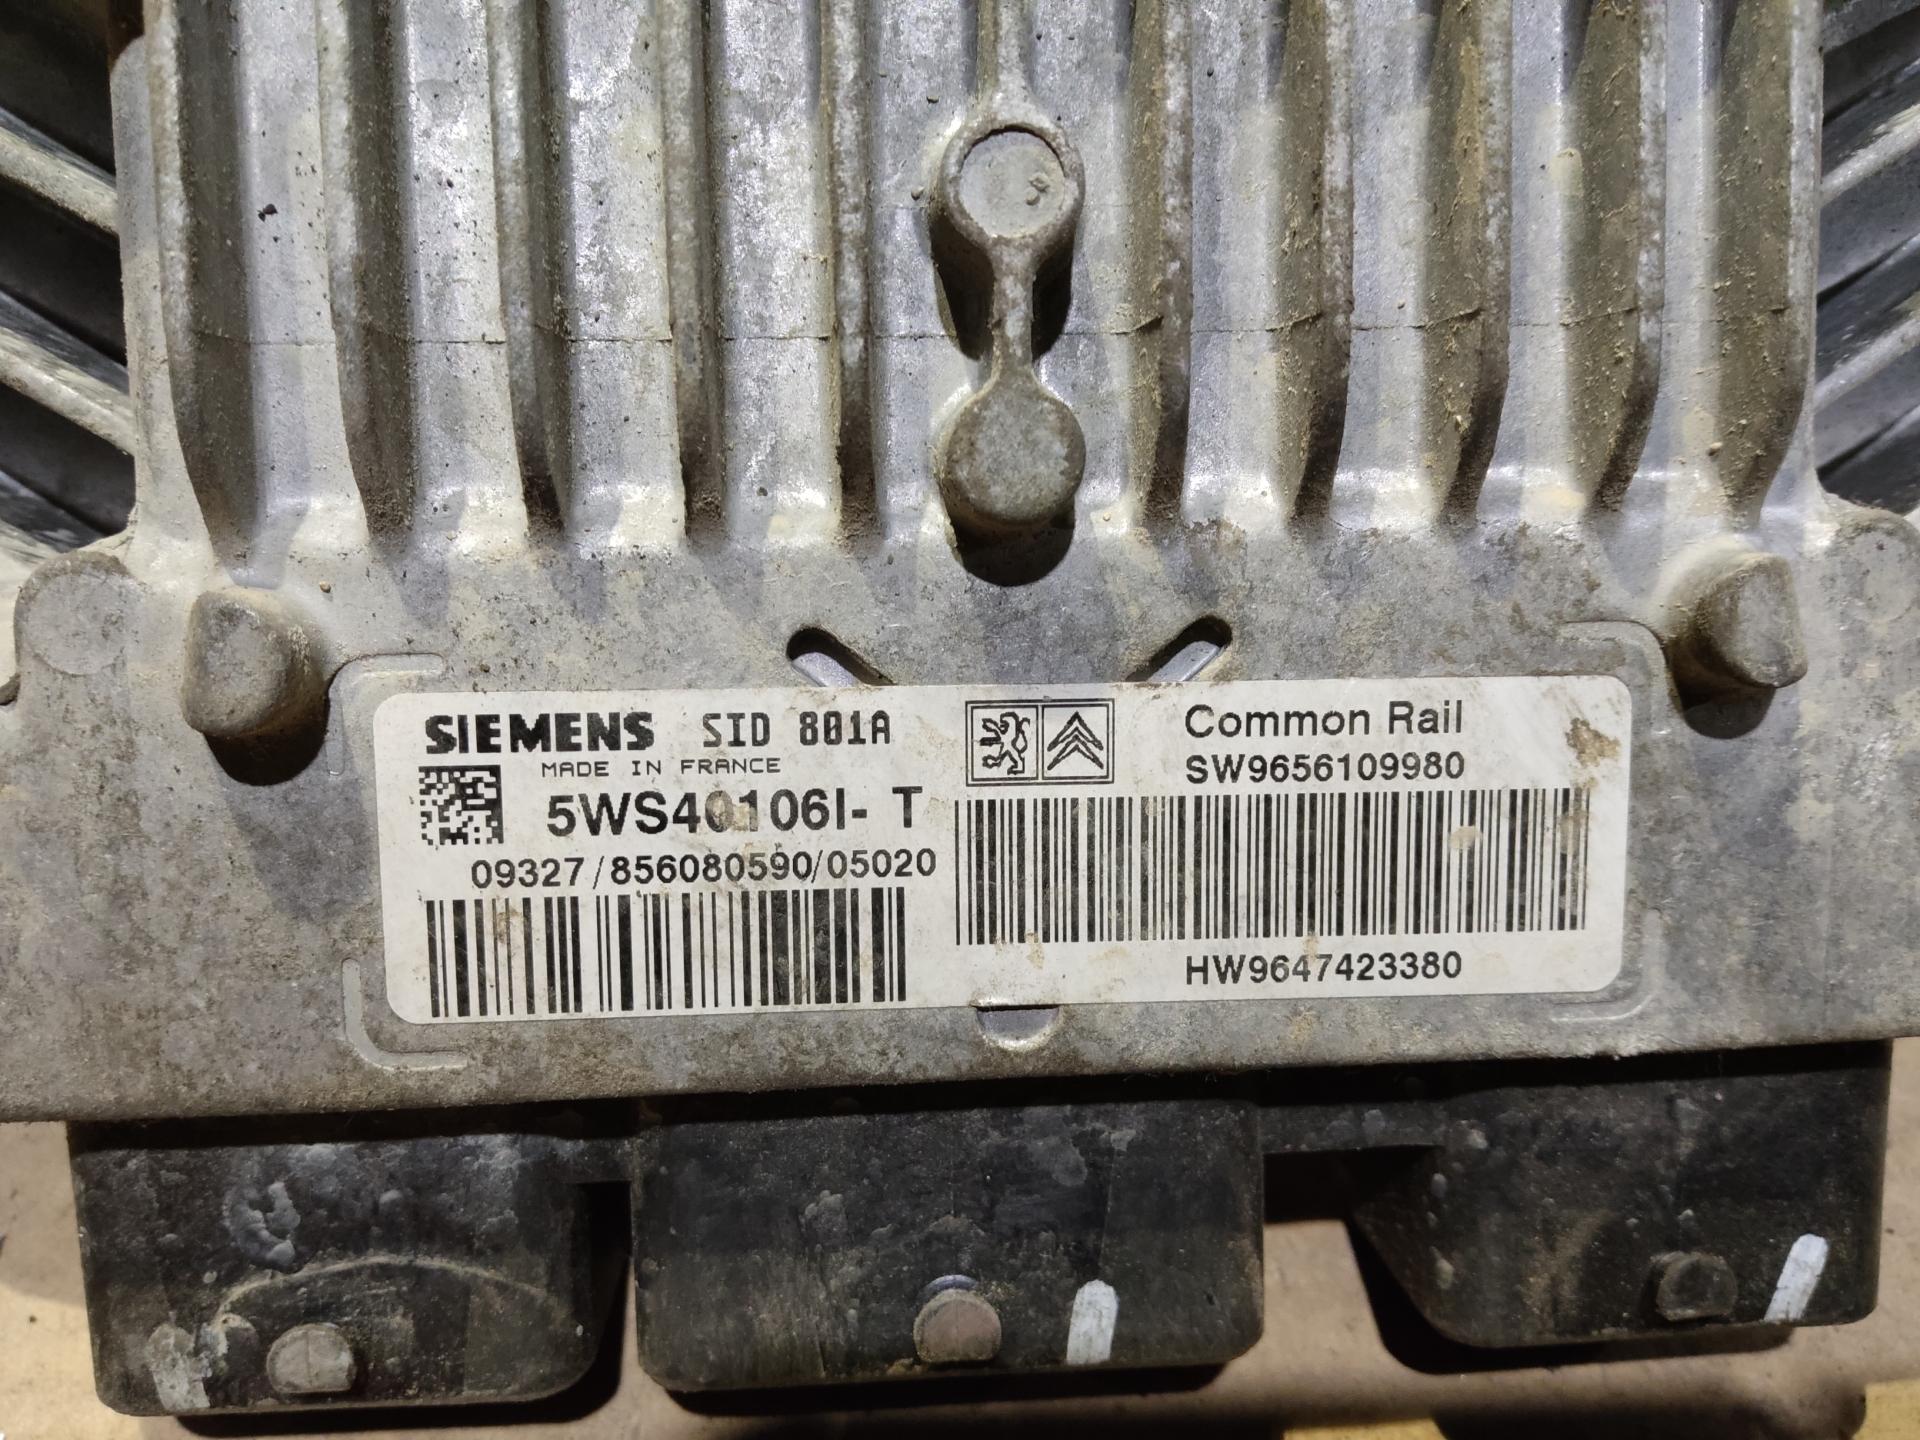 SIEMENS SID 801A
MADE IN FRANCE
5WS40106I- T
09327/856080590/05020
Common Rail
SW9656109980
HW9647423380